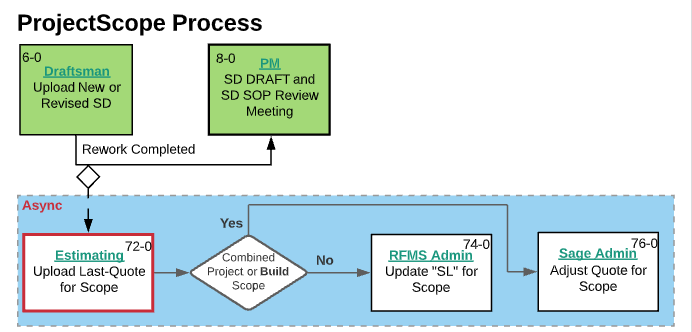 ProjectScope Process
6-0
Draftsman
Upload New or
Revised SD
8-0
PM
SD DRAFT and
SD SOP Review
Meeting
Rework Completed
Async
72-0
Estimating
Upload Last-Quote
for Scope
Yes
Combined
Project or Build
Scope
No
74-0
RFMS Admin
Update "SL" for
Scope
76-0
Sage Admin
Adjust Quote for
Scope